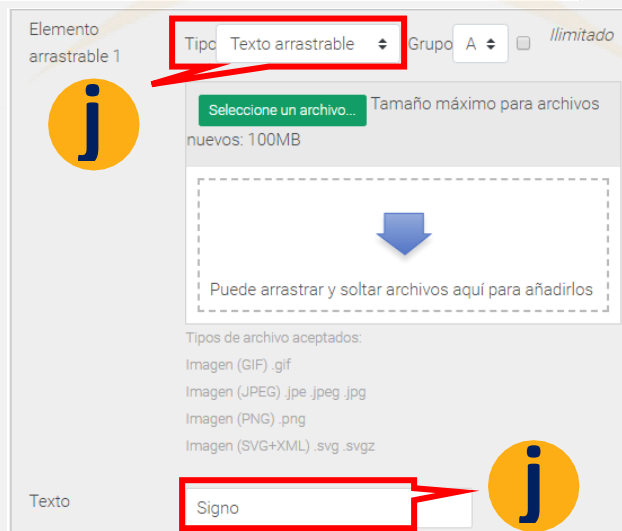 Elemento arrastrable 1
Tipo Texto arrastrable Grupo A Ilimitado
j
Seleccione un archivo... Tamaño máximo para archivos
nuevos: 100MB
Puede arrastrar y soltar archivos aquí para añadirlos
Tipos de archivo aceptados:
Imagen (GIF) .gif
Imagen (JPEG) .jpe .jpeg .jpg
Imagen (PNG) .png
Imagen (SVG+XML) .svg .svgz
j
Texto
Signo